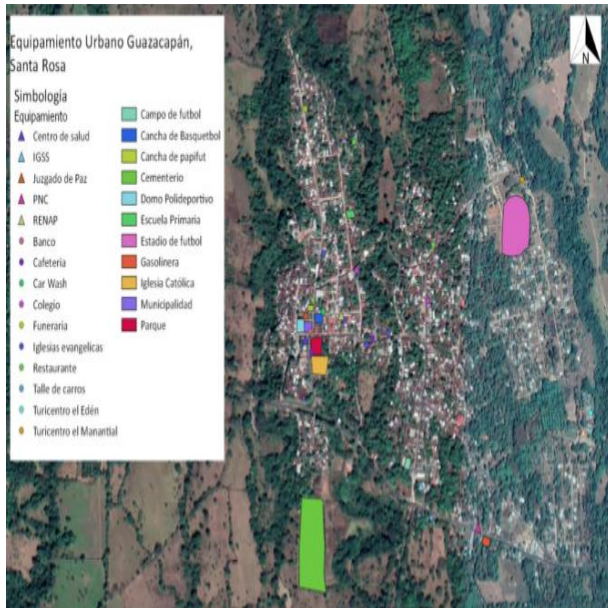 Equipamiento Urbano Guazacapán,
Santa Rosa
Simbología
Equipamiento
Centro de salud
IGSS
Juzgado de Paz
PNC
RENAP
Banco
Cafeteria
Car Wash
Colegio
Funeraria
Iglesias evangelicas
Restaurante
Talle de carros
Turicentro el Edén
Turicentro el Manantial
Campo de futbol
Cancha de Basquetbol
Cancha de papifut
Cementerio
Domo Polideportivo
Escuela Primaria
Estadio de futbol
Gasolinera
Iglesia Católica
Municipalidad
Parque
N